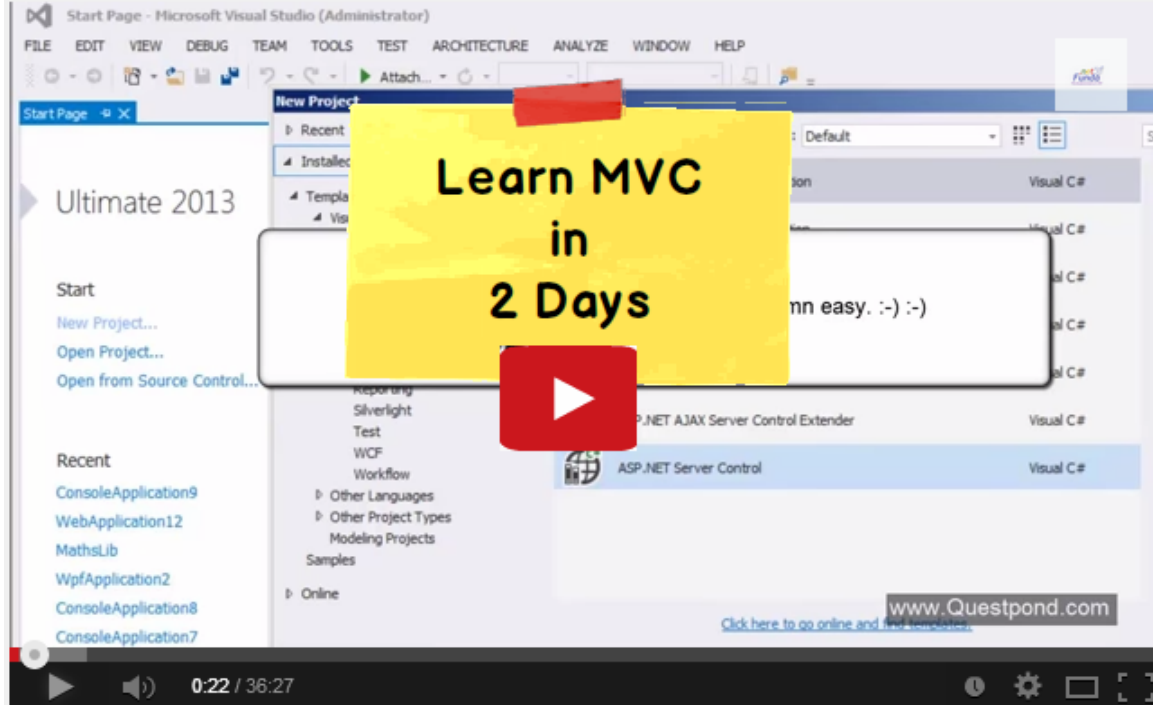 Start Page - Microsoft Visual Studio (Administrator)
FILE EDIT VIEW DEBUG TEAM TOOLS TEST ARCHITECTURE ANALYZE WINDOW HELP
Attach...
Fundo
Start Page
New Project
Recent
Default
Installed
Visual C#
Ultimate 2013
Learn MVC
in
2 Days
Visual C#
Start
mn easy. :-) :-)
New Project...
Open Project...
Open from Source Control...
Reporting
Silverlight
ASP.NET AJAX Server Control Extender
Visual C#
Test
WCF
Recent
ASP.NET Server Control
Visual C#
Workflow
ConsoleApplication9
Other Languages
WebApplication12
Other Project Types
Modeling Projects
MathsLib
Samples
WpfApplication2
Online
ConsoleApplication8
www.Questpond.com
Click here to go online and find templates.
ConsoleApplication7
0:22 / 36:27